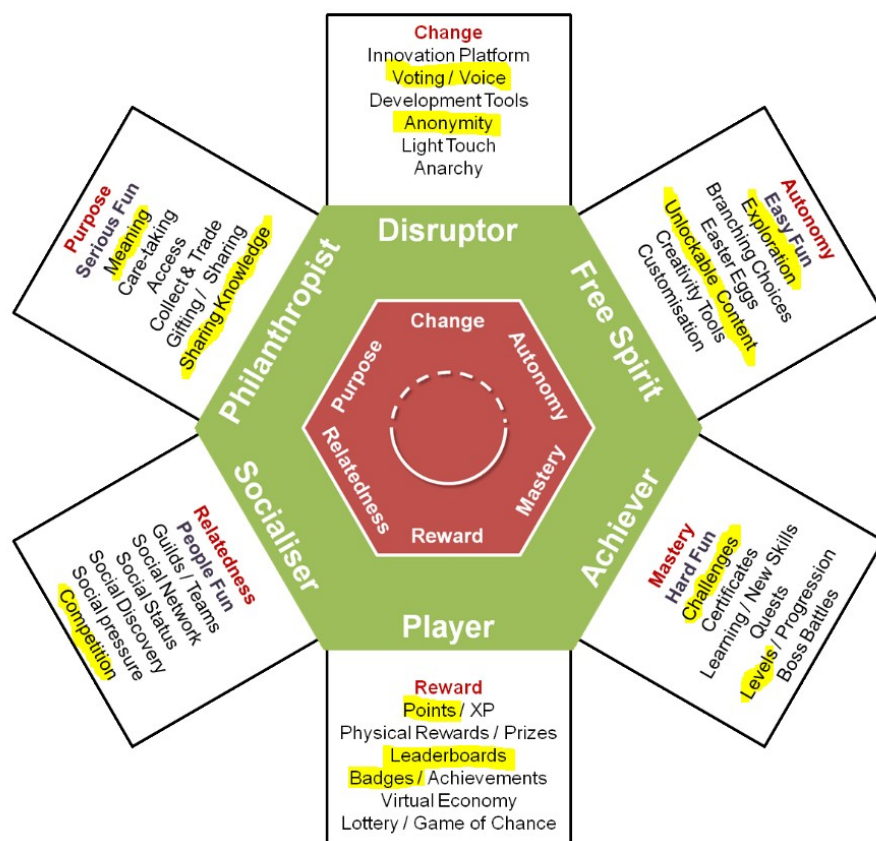 Change
Innovation Platform
Voting / Voice
Development Tools
Anonymity
Light Touch
Anarchy
Purpose
Serious Fun
Meaning
Care-taking
Access
Collect & Trade
Gifting / Sharing
Sharing Knowledge
Autonomy
Easy Fun
Exploration
Branching Choices
Easter Eggs
Unlockable Content
Creativity Tools
Customisation
Disruptor
Philanthropist
Free Spirit
Change
Purpose
Autonomy
Relatedness
Mastery
Reward
Socialiser
Achiever
Player
Relatedness
People Fun
Guilds / Teams
Social Network
Social Status
Social Discovery
Social pressure
Competition
Mastery
Hard Fun
Challenges
Certificates
Learning / New Skills
Quests
Levels / Progression
Boss Battles
Reward
Points / XP
Physical Rewards / Prizes
Leaderboards
Badges / Achievements
Virtual Economy
Lottery / Game of Chance